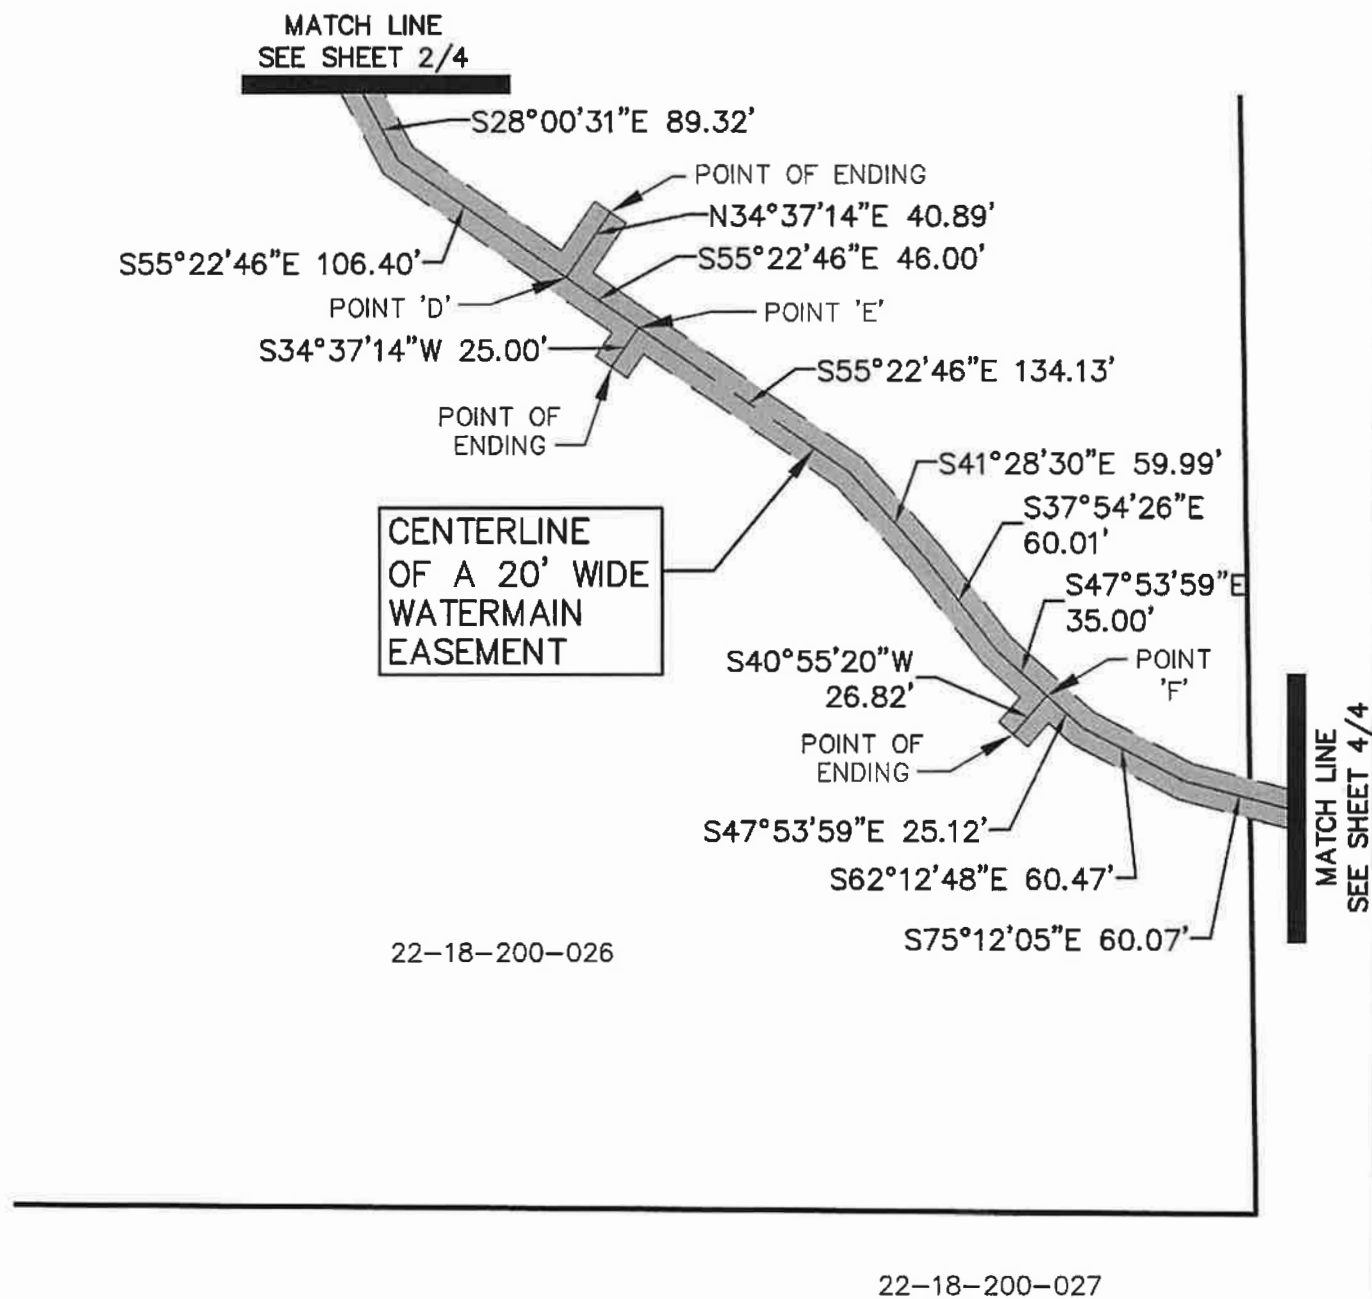 MATCH LINE
SEE SHEET 2/4
S28°00'31"E 89.32'
POINT OF ENDING
N34°37'14"E 40.89'
S55°22'46"E 106.40'
S55°22'46"E 46.00'
POINT 'D'
POINT 'E'
S34°37'14"W 25.00'
S55°22'46"E 134.13'
POINT OF
ENDING
S41°28'30"E 59.99'
S37°54'26"E
60.01'
CENTERLINE
OF A 20' WIDE
WATERMAIN
EASEMENT
S47°53'59"E
35.00'
S40°55'20"W
26.82'
POINT
'F'
POINT OF
ENDING
MATCH LINE
SEE SHEET 4/4
S47°53'59"E 25.12'
S62°12'48"E 60.47'
S75°12'05"E 60.07'
22-18-200-026
22-18-200-027